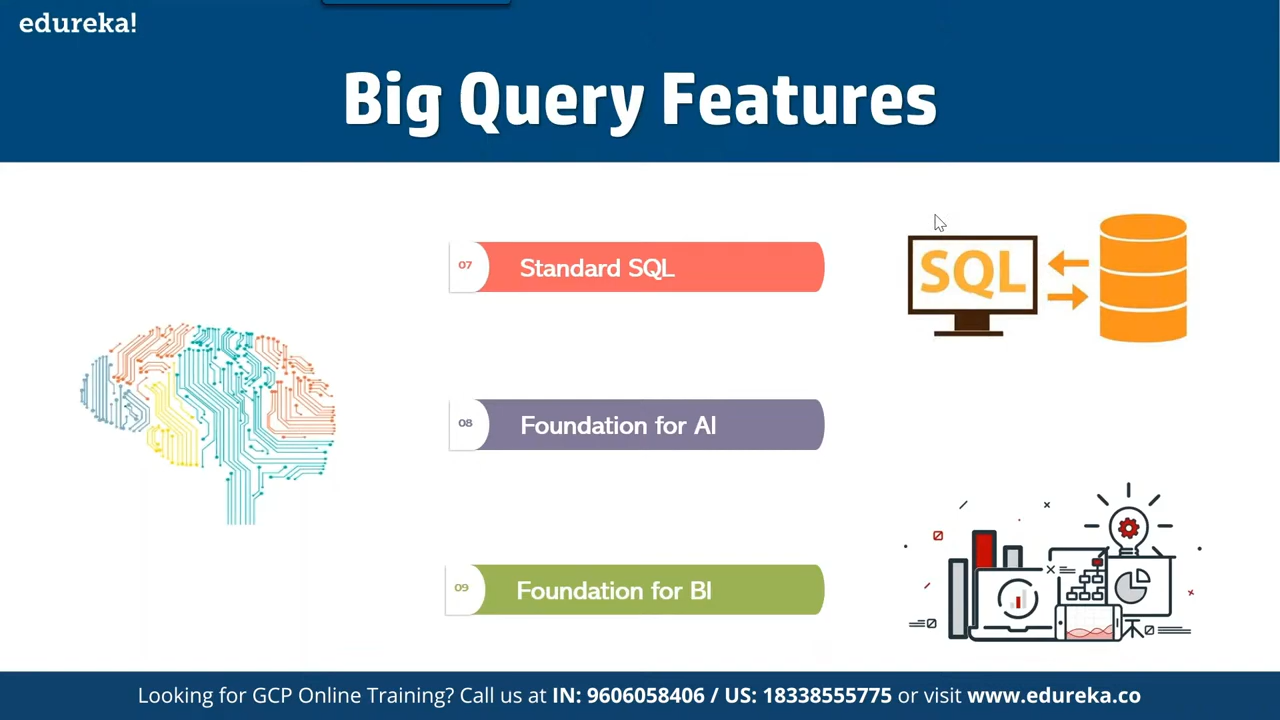 edureka!
Big Query Features
07
Standard SQL
SQL
08
Foundation for AI
09
Foundation for BI
Looking for GCP Online Training? Call us at IN: 9606058406 / US: 18338555775 or visit www.edureka.co